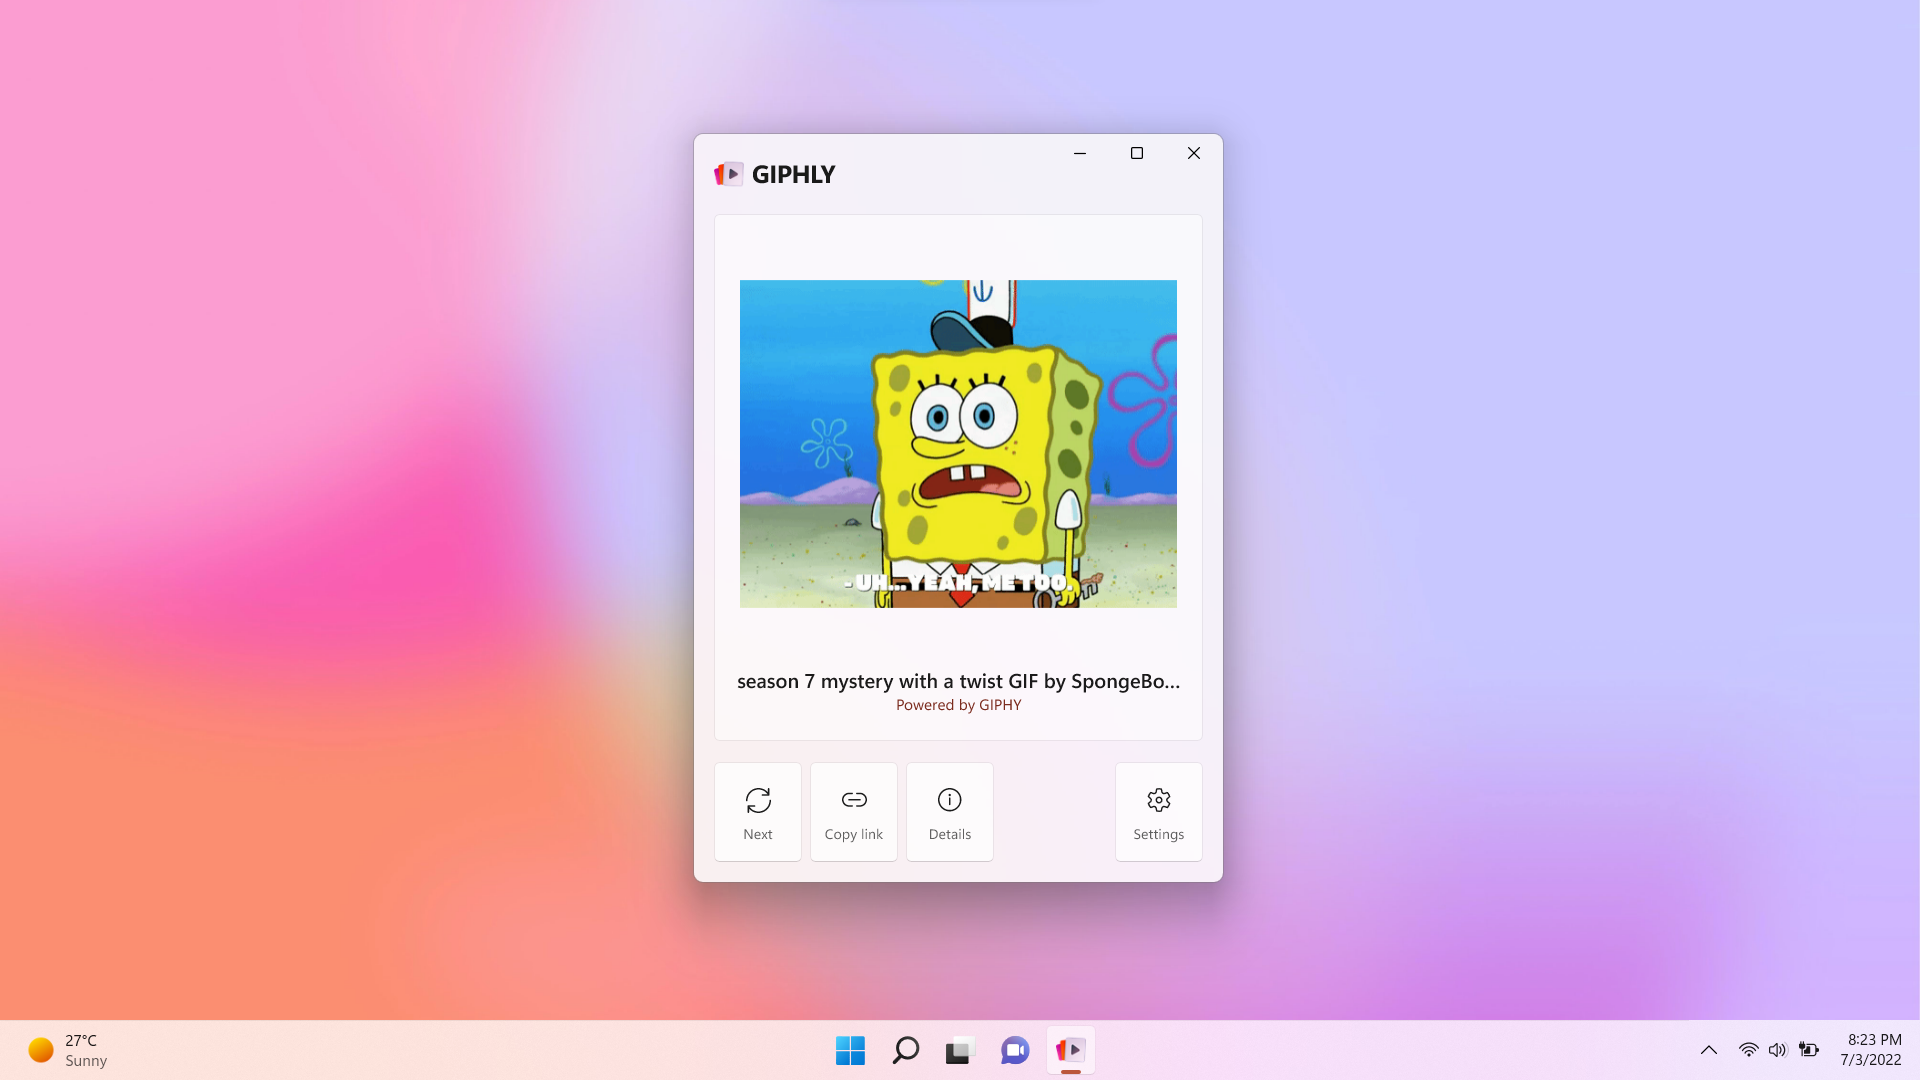 GIPHLY
- UH...YEAH, ME TOO.
season 7 mystery with a twist GIF by SpongeBo...
Powered by GIPHY
Next
Copy link
Details
Settings
27°C
Sunny
8:23 PM
7/3/2022